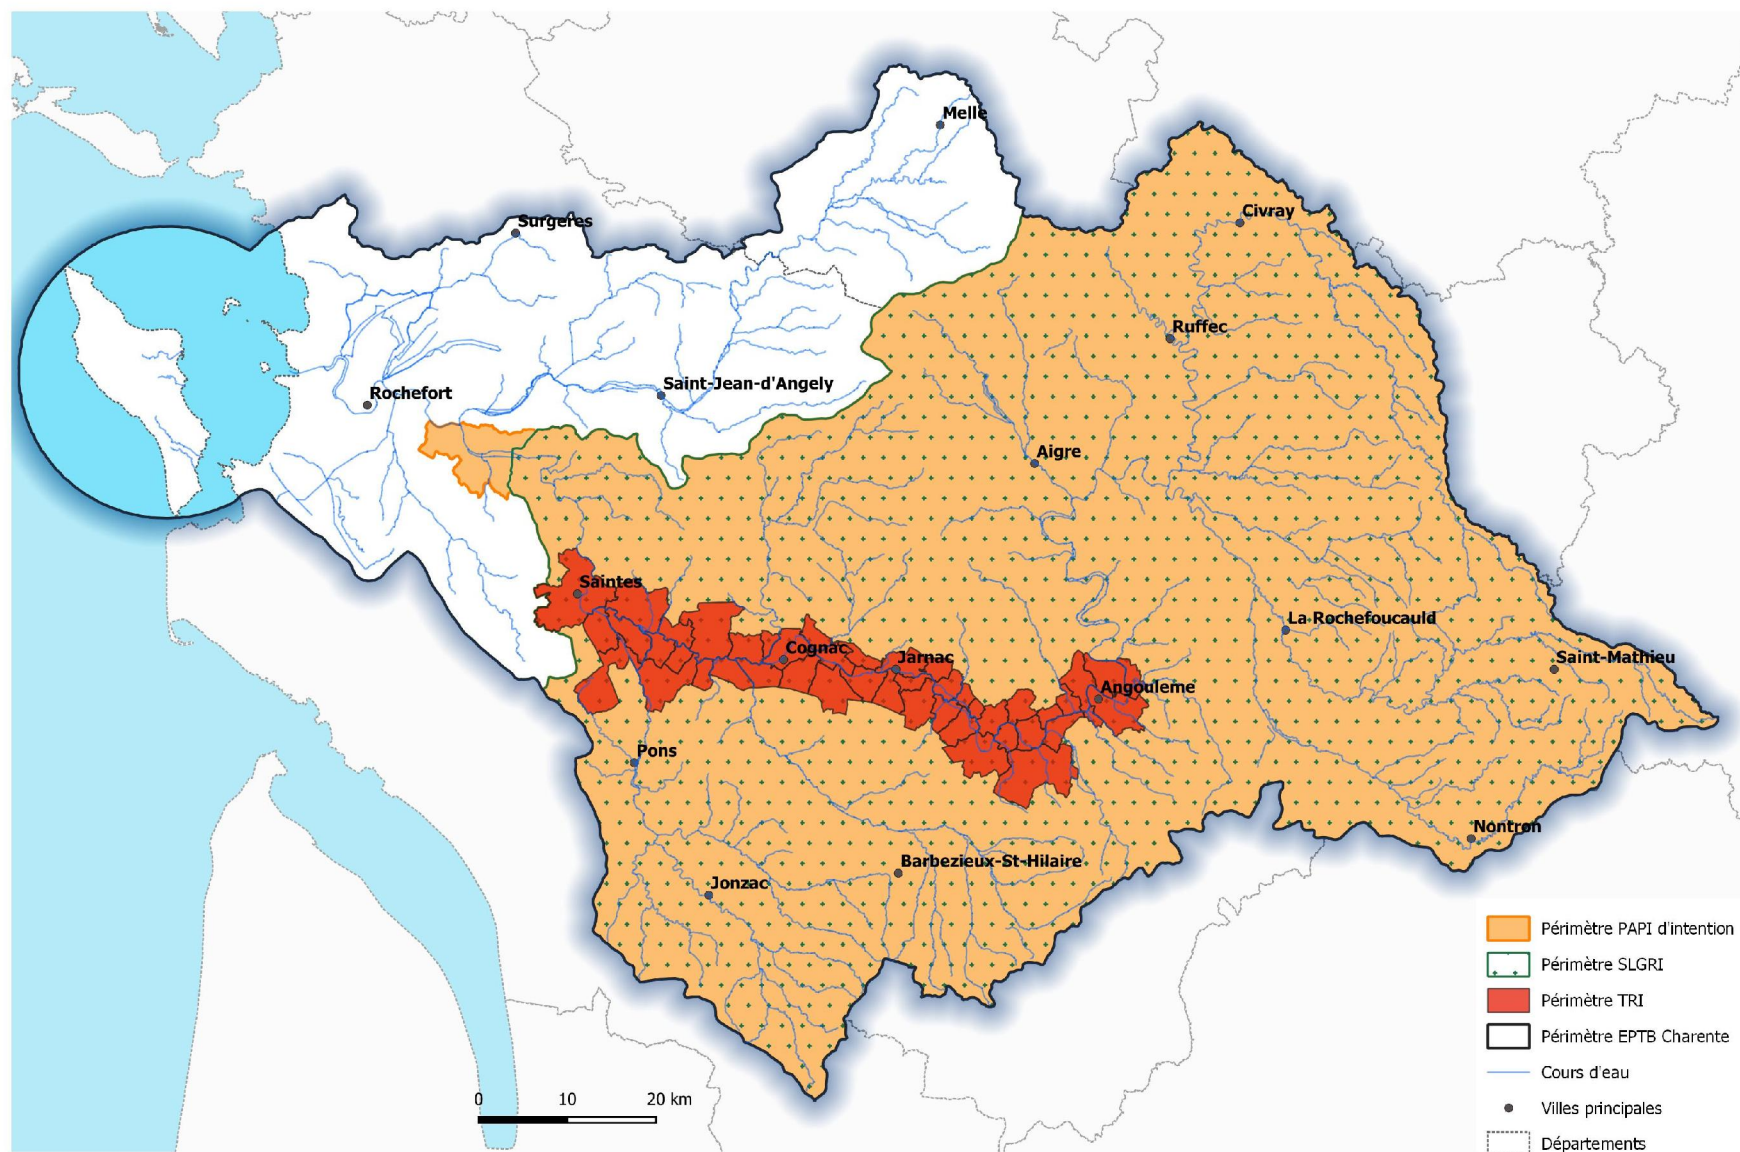 Melle
Civray
Surgeres
Ruffec
Saint-Jean-d'Angely
Rochefort
Aigre
Saintes
La Rochefoucauld
Cognac
Jarnac
Saint-Mathieu
Angouleme
Pons
Nontron
Barbezieux-St-Hilaire
Jonzac
Périmètre PAPI d'intention
Périmètre SLGRI
Périmètre TRI
Périmètre EPTB Charente
Cours d'eau
Villes principales
Départements
0 10 20 km